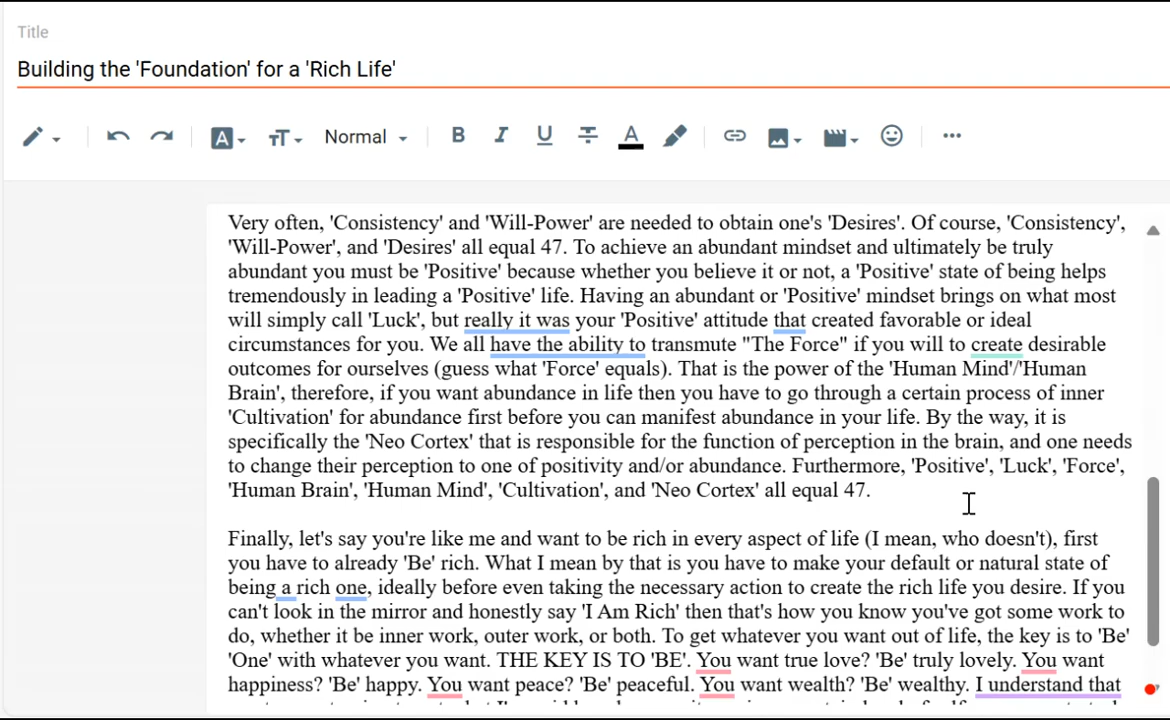 Title
Building the 'Foundation' for a 'Rich Life'
A
TT
Normal
B I U T A
Very often, 'Consistency' and 'Will-Power' are needed to obtain one's 'Desires'. Of course, 'Consistency',
'Will-Power', and 'Desires' all equal 47. To achieve an abundant mindset and ultimately be truly
abundant you must be 'Positive' because whether you believe it or not, a 'Positive' state of being helps
tremendously in leading a 'Positive' life. Having an abundant or 'Positive' mindset brings on what most
will simply call 'Luck', but really it was your 'Positive' attitude that created favorable or ideal
circumstances for you. We all have the ability to transmute "The Force" if you will to create desirable
outcomes for ourselves (guess what 'Force' equals). That is the power of the 'Human Mind'/'Human
Brain', therefore, if you want abundance in life then you have to go through a certain process of inner
'Cultivation' for abundance first before you can manifest abundance in your life. By the way, it is
specifically the 'Neo Cortex' that is responsible for the function of perception in the brain, and one needs
to change their perception to one of positivity and/or abundance. Furthermore, 'Positive', 'Luck', 'Force',
'Human Brain', 'Human Mind', 'Cultivation', and 'Neo Cortex' all equal 47.
Finally, let's say you're like me and want to be rich in every aspect of life (I mean, who doesn't), first
you have to already 'Be' rich. What I mean by that is you have to make your default or natural state of
being a rich one, ideally before even taking the necessary action to create the rich life you desire. If you
can't look in the mirror and honestly say 'I Am Rich' then that's how you know you've got some work to
do, whether it be inner work, outer work, or both. To get whatever you want out of life, the key is to 'Be'
'One' with whatever you want. THE KEY IS TO 'BE'. You want true love? 'Be' truly lovely. You want
happiness? 'Be' happy. You want peace? 'Be' peaceful. You want wealth? 'Be' wealthy. I understand that